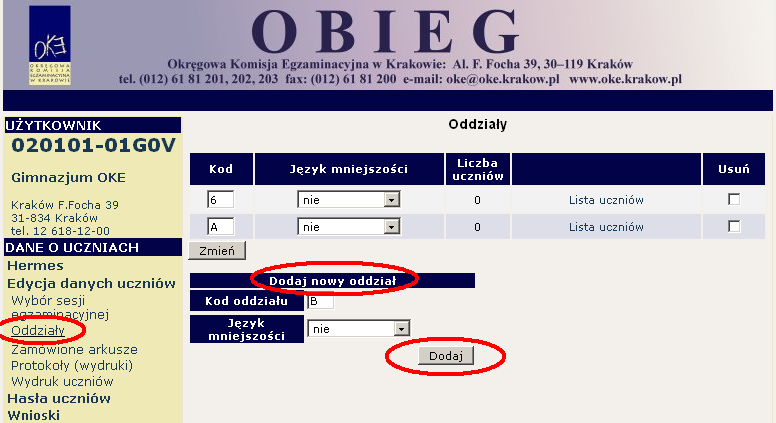 OKE
OKRĘGOWA
KOMISJA
EGZAMINACYJNA
W KRAKOWIE
OBIEG
Okręgowa Komisja Egzaminacyjna w Krakowie: Al. F. Focha 39, 30-119 Kraków
tel. (012) 61 81 201, 202, 203 fax: (012) 61 81 200 e-mail: oke@oke.krakow.pl www.oke.krakow.pl
UŻYTKOWNIK
020101-01G0V
Gimnazjum OKE
Kraków F.Focha 39
31-834 Kraków
tel. 12 618-12-00
DANE O UCZNIACH
Hermes
Edycja danych uczniów
Wybór sesji
egzaminacyjnej
Oddziały
Zamówione arkusze
Protokoły (wydruki)
Wydruk uczniów
Hasła uczniów
Wnioski
Oddziały
Kod Język mniejszości Liczba uczniów Usuń
6 nie 0 Lista uczniów
A nie 0 Lista uczniów
Zmień
Dodaj nowy oddział
Kod oddziału B
Język mniejszości nie
Dodaj